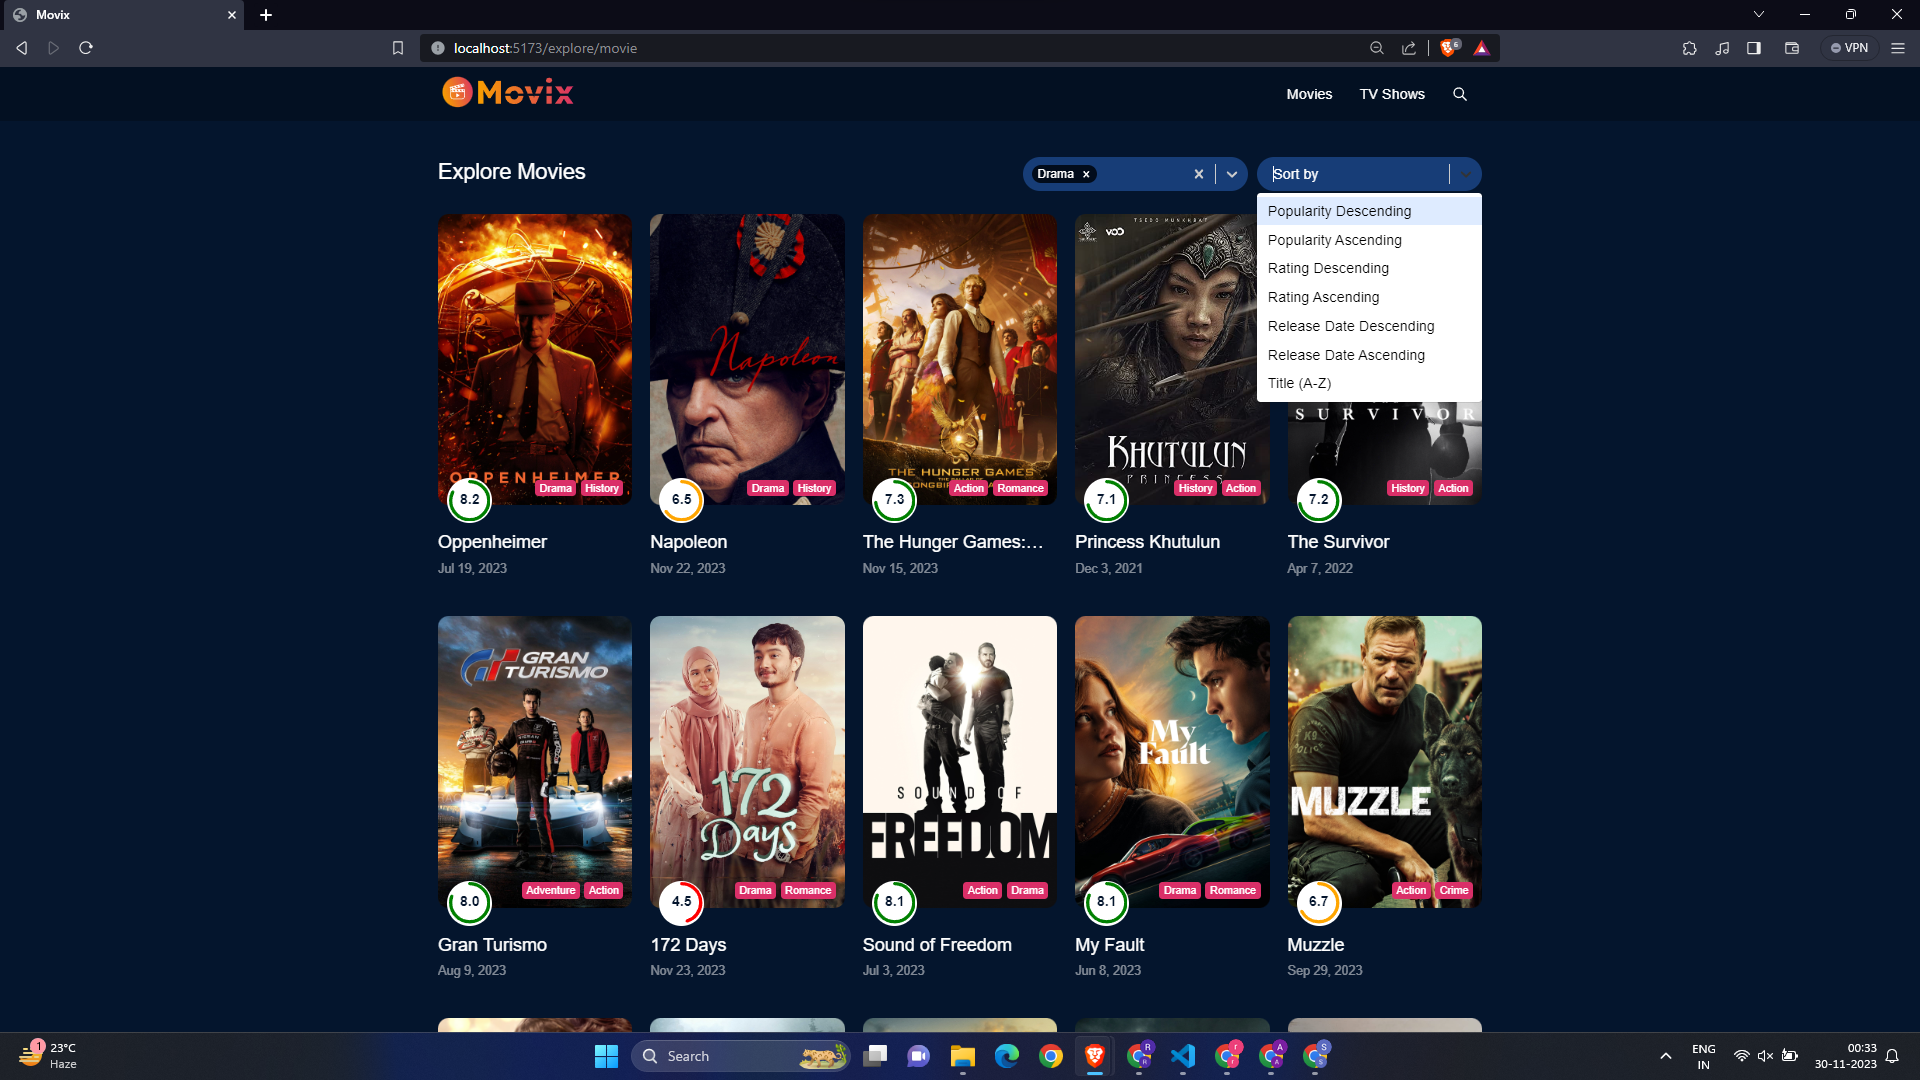 Movix
localhost:5173/explore/movie
6
VPN
Movix
Movies
TV Shows
Explore Movies
Drama
Sort by
Popularity Descending
Popularity Ascending
Rating Descending
Rating Ascending
Release Date Descending
Release Date Ascending
Title (A-Z)
OPPENHEIMER
8.2
Drama
History
Oppenheimer
Jul 19, 2023
Napoleon
6.5
Drama
History
Napoleon
Nov 22, 2023
THE HUNGER GAMES
7.3
Action
Romance
The Hunger Games:...
Nov 15, 2023
TSEDO MUNKHBAT
VOO
KHUTULUN
PRINCESS
7.1
History
Action
Princess Khutulun
Dec 3, 2021
SURVIVOR
7.2
History
Action
The Survivor
Apr 7, 2022
GRAN
TURISMO
8.0
Adventure
Action
Gran Turismo
Aug 9, 2023
172
Days
4.5
Drama
Romance
172 Days
Nov 23, 2023
SOUND OF
FREEDOM
8.1
Action
Drama
Sound of Freedom
Jul 3, 2023
My
Fault
8.1
Drama
Romance
My Fault
Jun 8, 2023
K9
POLICE
MUZZLE
6.7
Action
Crime
Muzzle
Sep 29, 2023
1
23°C
Haze
Search
ENG
IN
00:33
30-11-2023